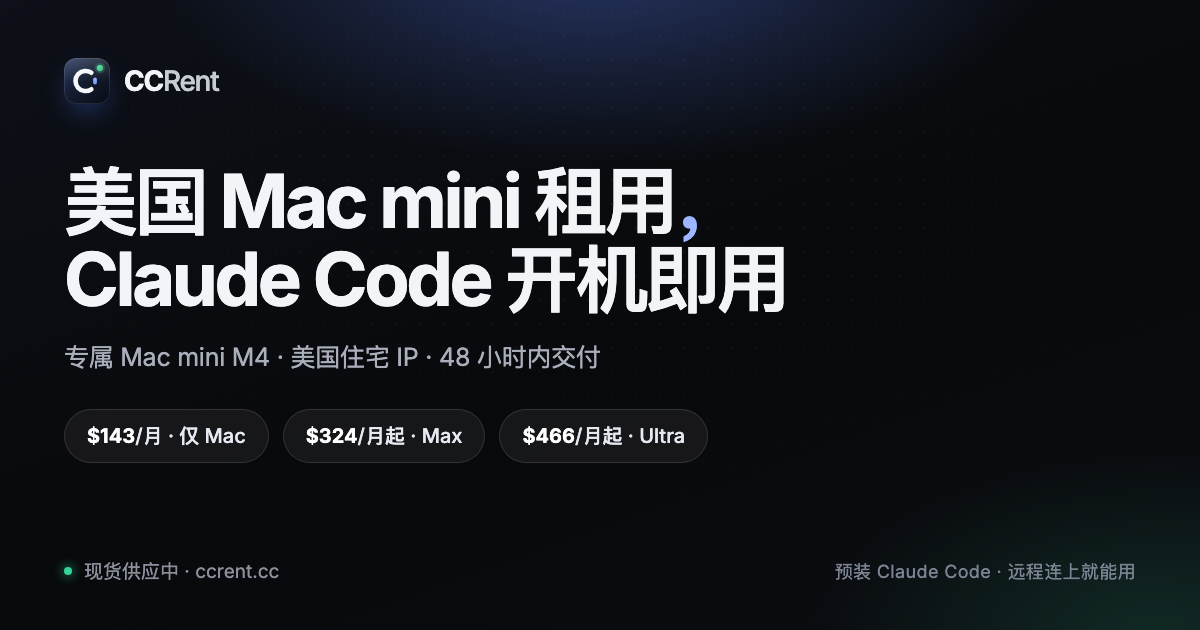 CCRent
美国 Mac mini 租用,
Claude Code 开机即用
专属 Mac mini M4 · 美国住宅 IP · 48 小时内交付
$143/月 · 仅 Mac
$324/月起 · Max
$466/月起 · Ultra
现货供应中 · ccrent.cc
预装 Claude Code · 远程连上就能用